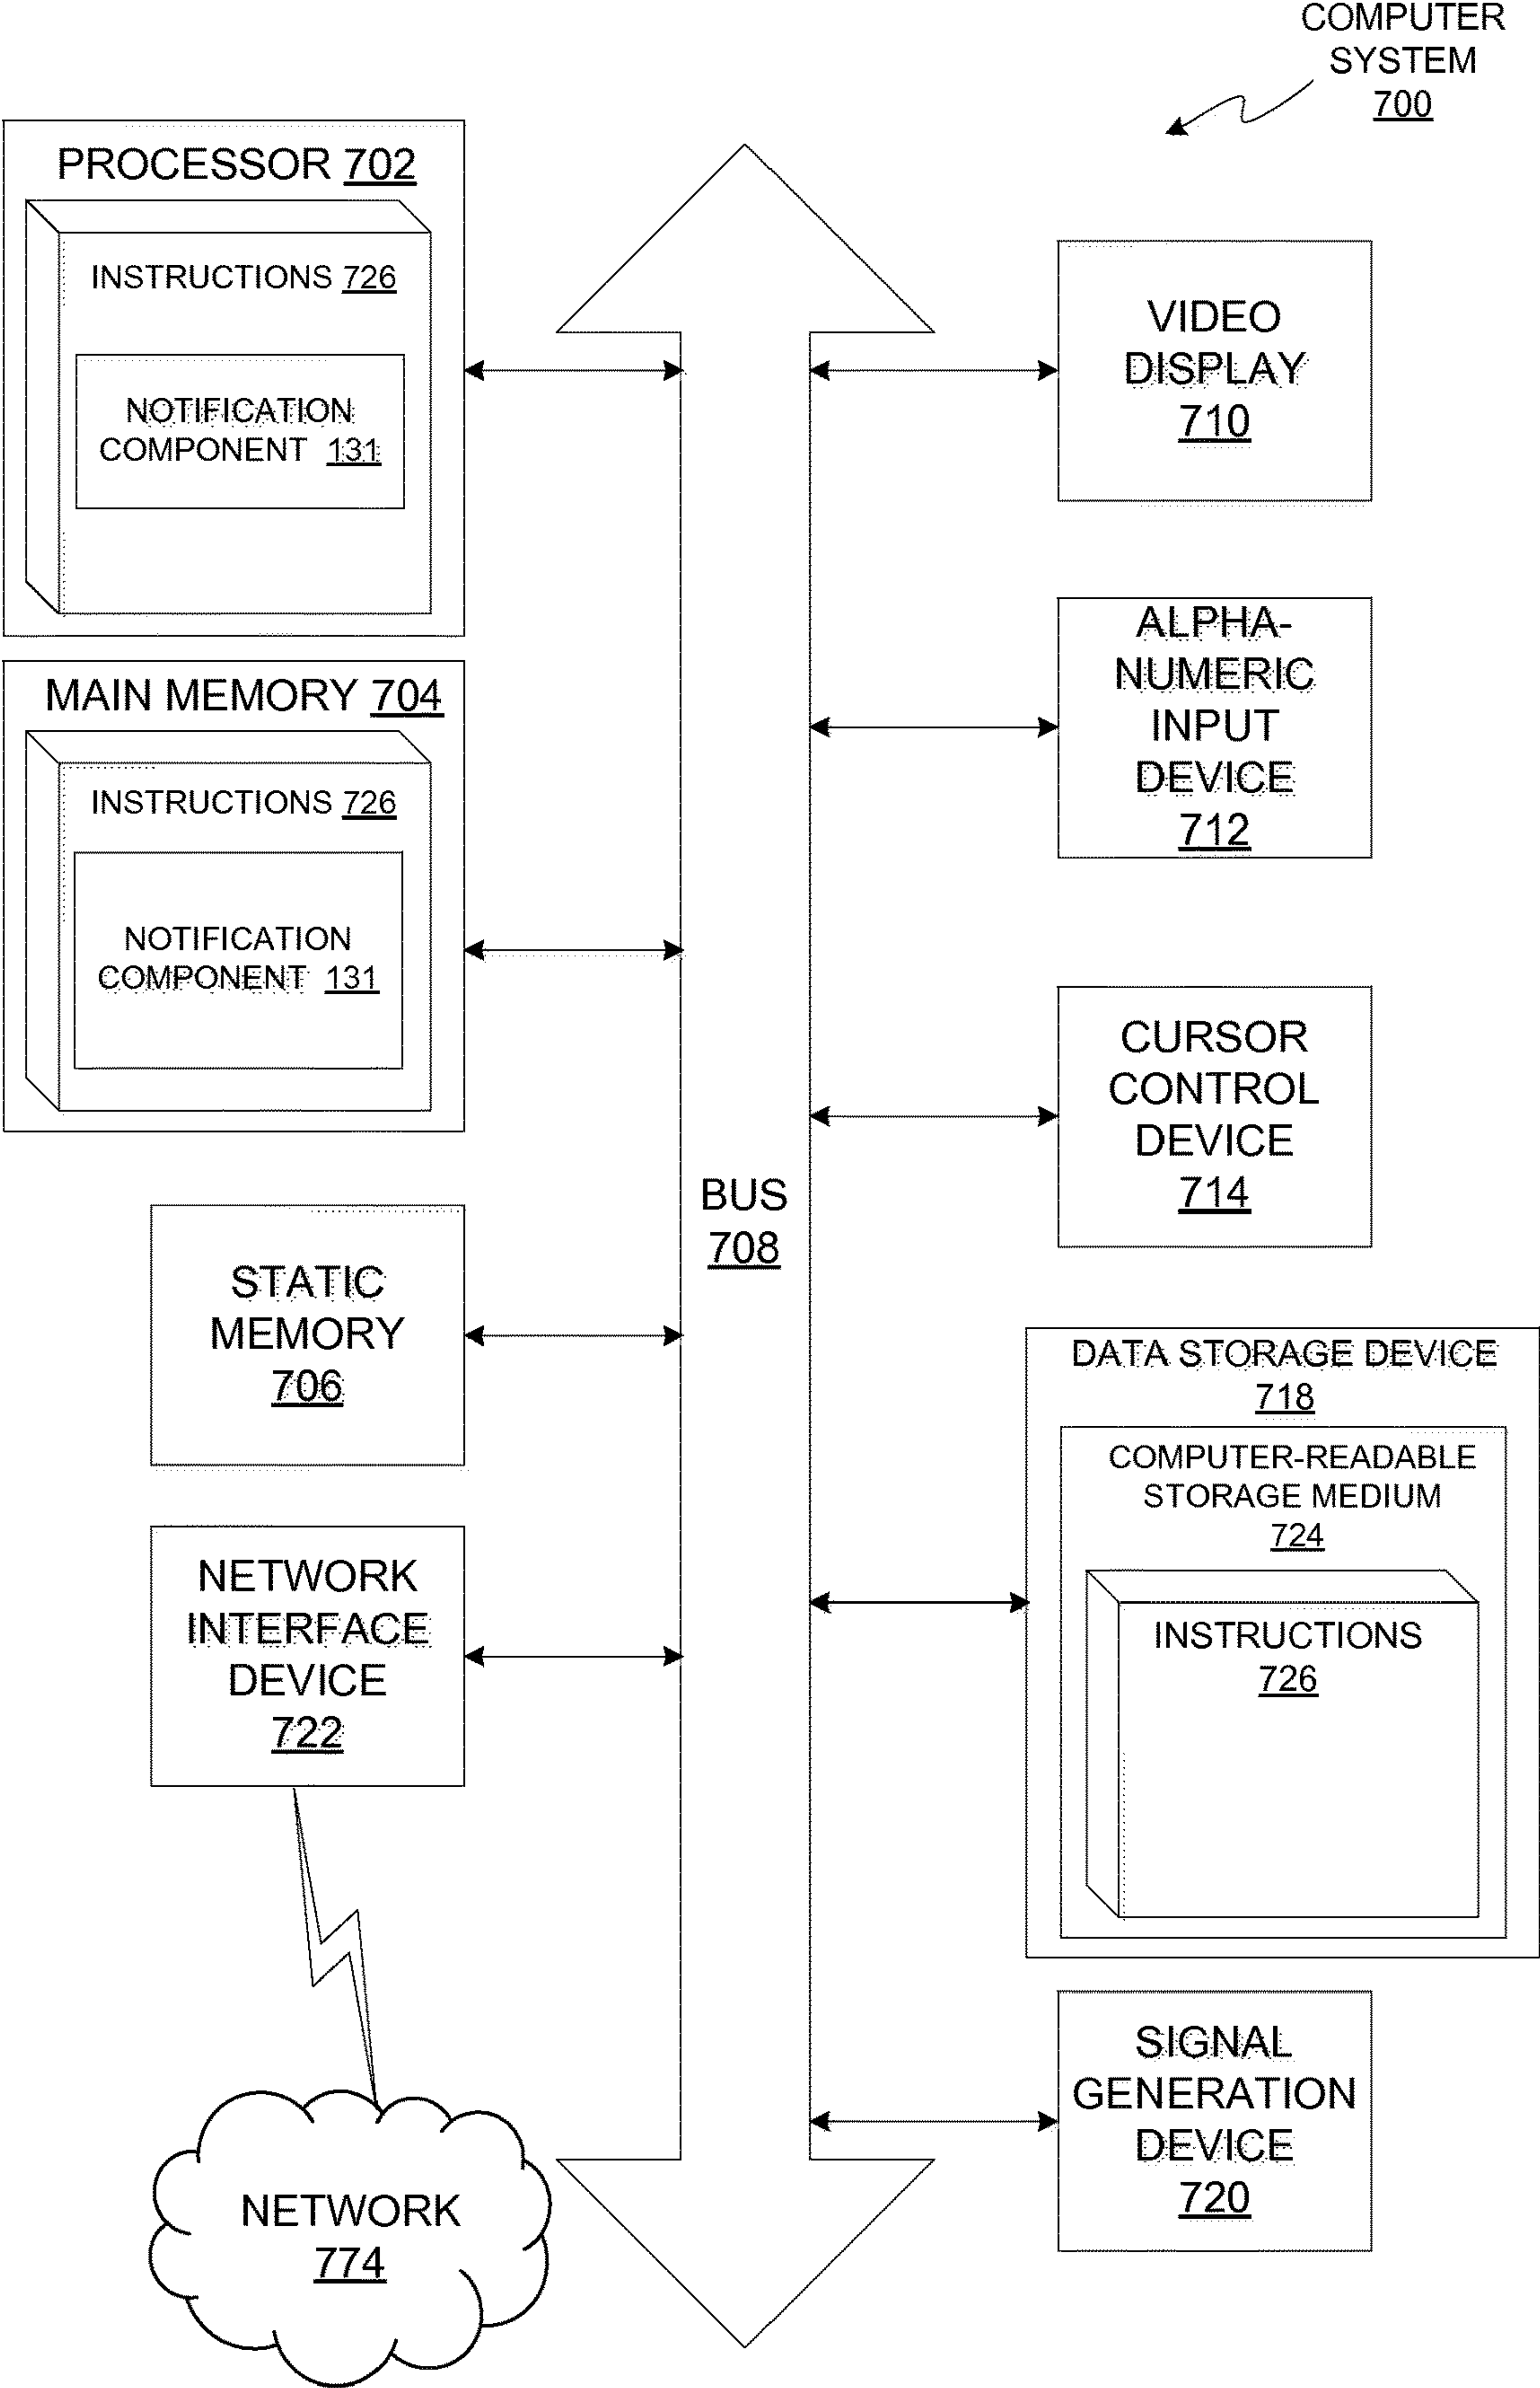 COMPUTER
SYSTEM
700
PROCESSOR 702
INSTRUCTIONS 726
NOTIFICATION
COMPONENT 131
MAIN MEMORY 704
INSTRUCTIONS 726
NOTIFICATION
COMPONENT 131
STATIC
MEMORY
706
NETWORK
INTERFACE
DEVICE
722
NETWORK
774
BUS
708
VIDEO
DISPLAY
710
ALPHA-
NUMERIC
INPUT
DEVICE
712
CURSOR
CONTROL
DEVICE
714
DATA STORAGE DEVICE
718
COMPUTER-READABLE
STORAGE MEDIUM
724
INSTRUCTIONS
726
SIGNAL
GENERATION
DEVICE
720